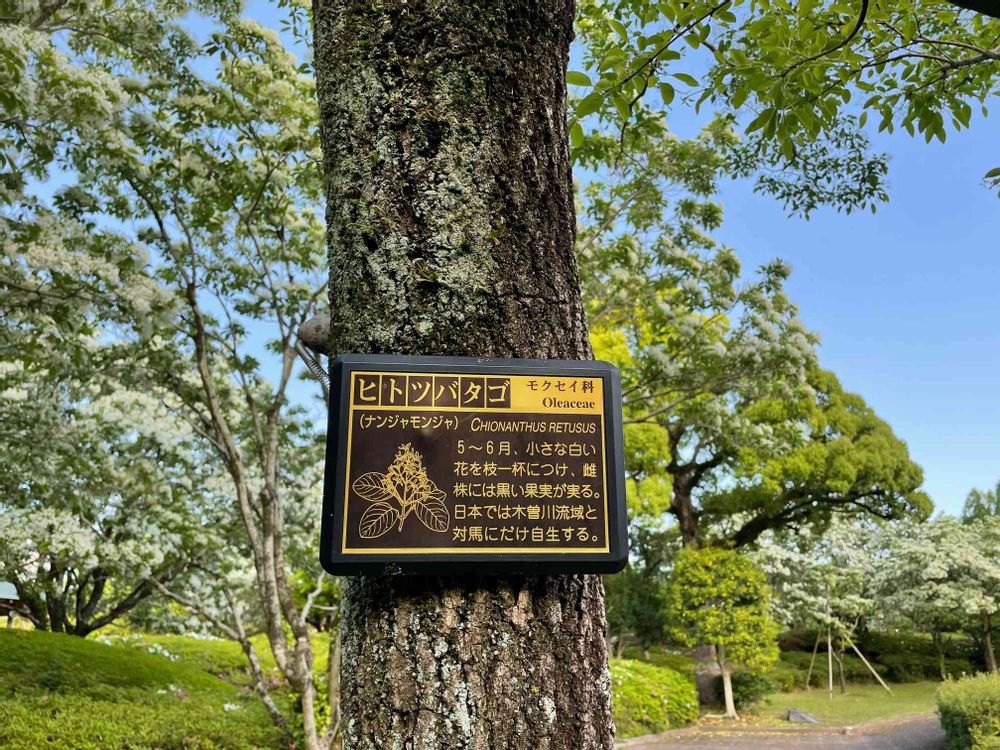 ヒトツバタゴ
モクセイ科
Oleaceae
(ナンジャモンジャ) CHIONANTHUS RETUSUS
5〜6月、小さな白い
花を枝一杯につけ、雌
株には黒い果実が実る。
日本では木曽川流域と
対馬にだけ自生する。